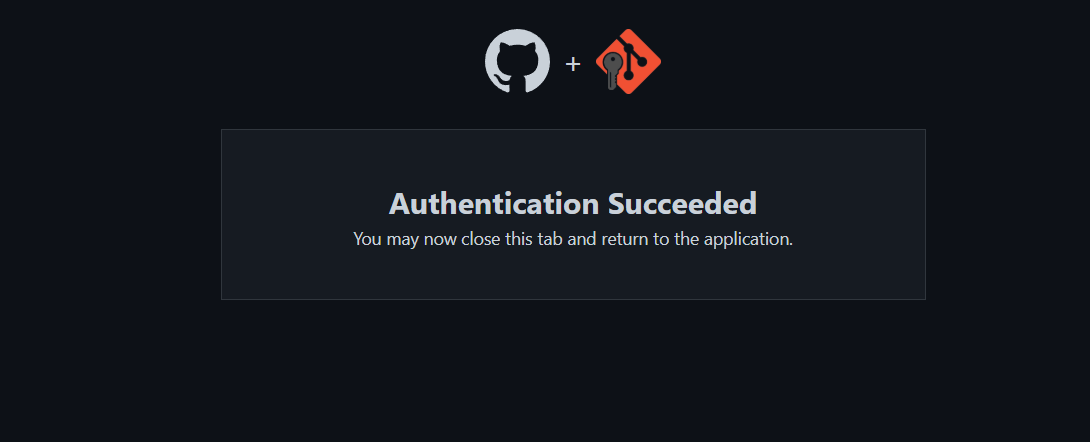 +
Authentication Succeeded
You may now close this tab and return to the application.